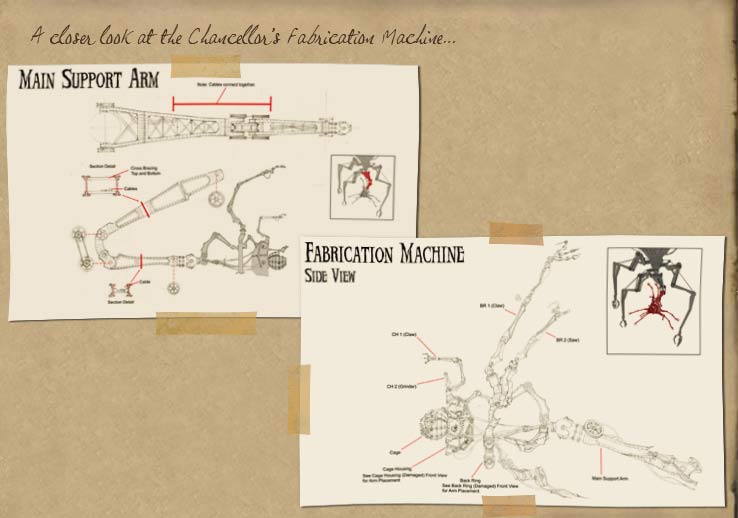 A closer look at the Chancellor's Fabrication Machine...
MAIN SUPPORT ARM
Note: Cables connect together
Section Detail
Cross Bracing
Top and Bottom
Cables
Cable
Section Detail
FABRICATION MACHINE
SIDE VIEW
BR 1 (Claw)
BR 2 (Saw)
CH 1 (Claw)
CH 2 (Grinder)
Cage
Cage Housing
See Cage Housing (Damaged) Front View
for Arm Placement
Back Ring
See Back Ring (Damaged) Front View
for Arm Placement
Main Support Arm